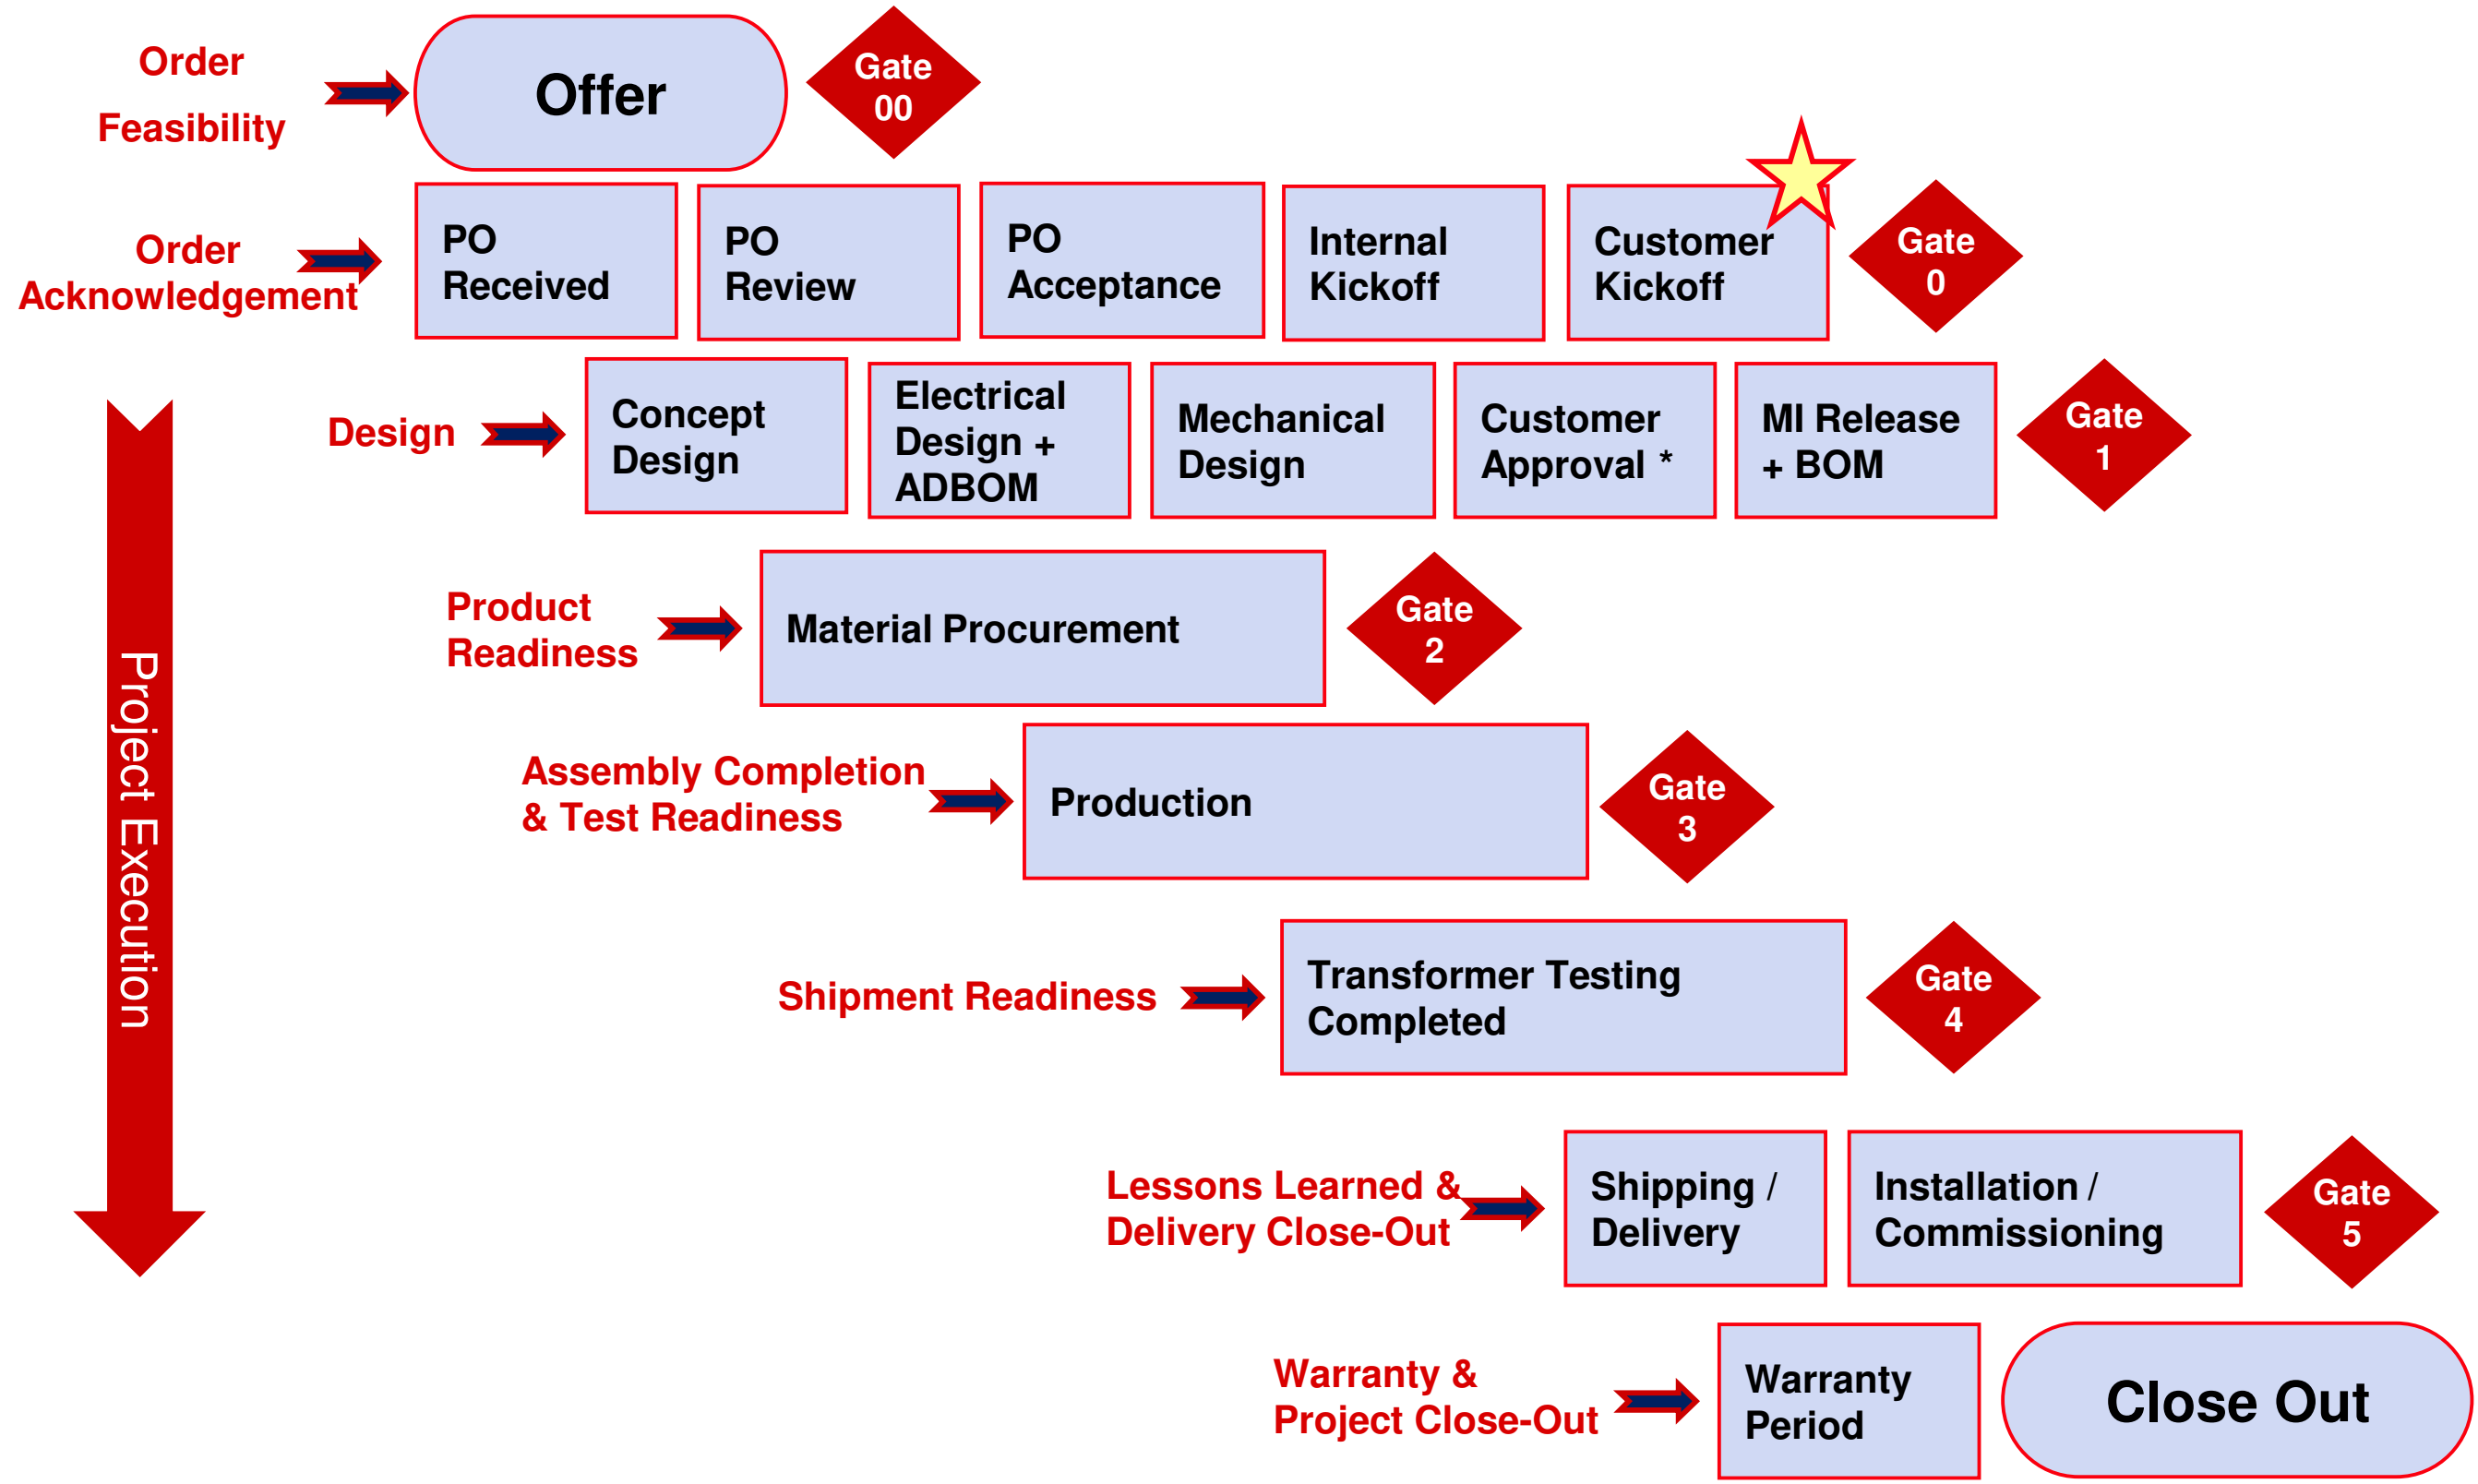 Order
Feasibility
Offer
Gate
00
Order
Acknowledgement
PO
Received
PO
Review
PO
Acceptance
Internal
Kickoff
Customer
Kickoff
Gate
0
Design
Concept
Design
Electrical
Design +
ADBOM
Mechanical
Design
Customer
Approval *
MI Release
+ BOM
Gate
1
Project Execution
Product
Readiness
Material Procurement
Gate
2
Assembly Completion
& Test Readiness
Production
Gate
3
Shipment Readiness
Transformer Testing
Completed
Gate
4
Lessons Learned &
Delivery Close-Out
Shipping /
Delivery
Installation /
Commissioning
Gate
5
Warranty &
Project Close-Out
Warranty
Period
Close Out